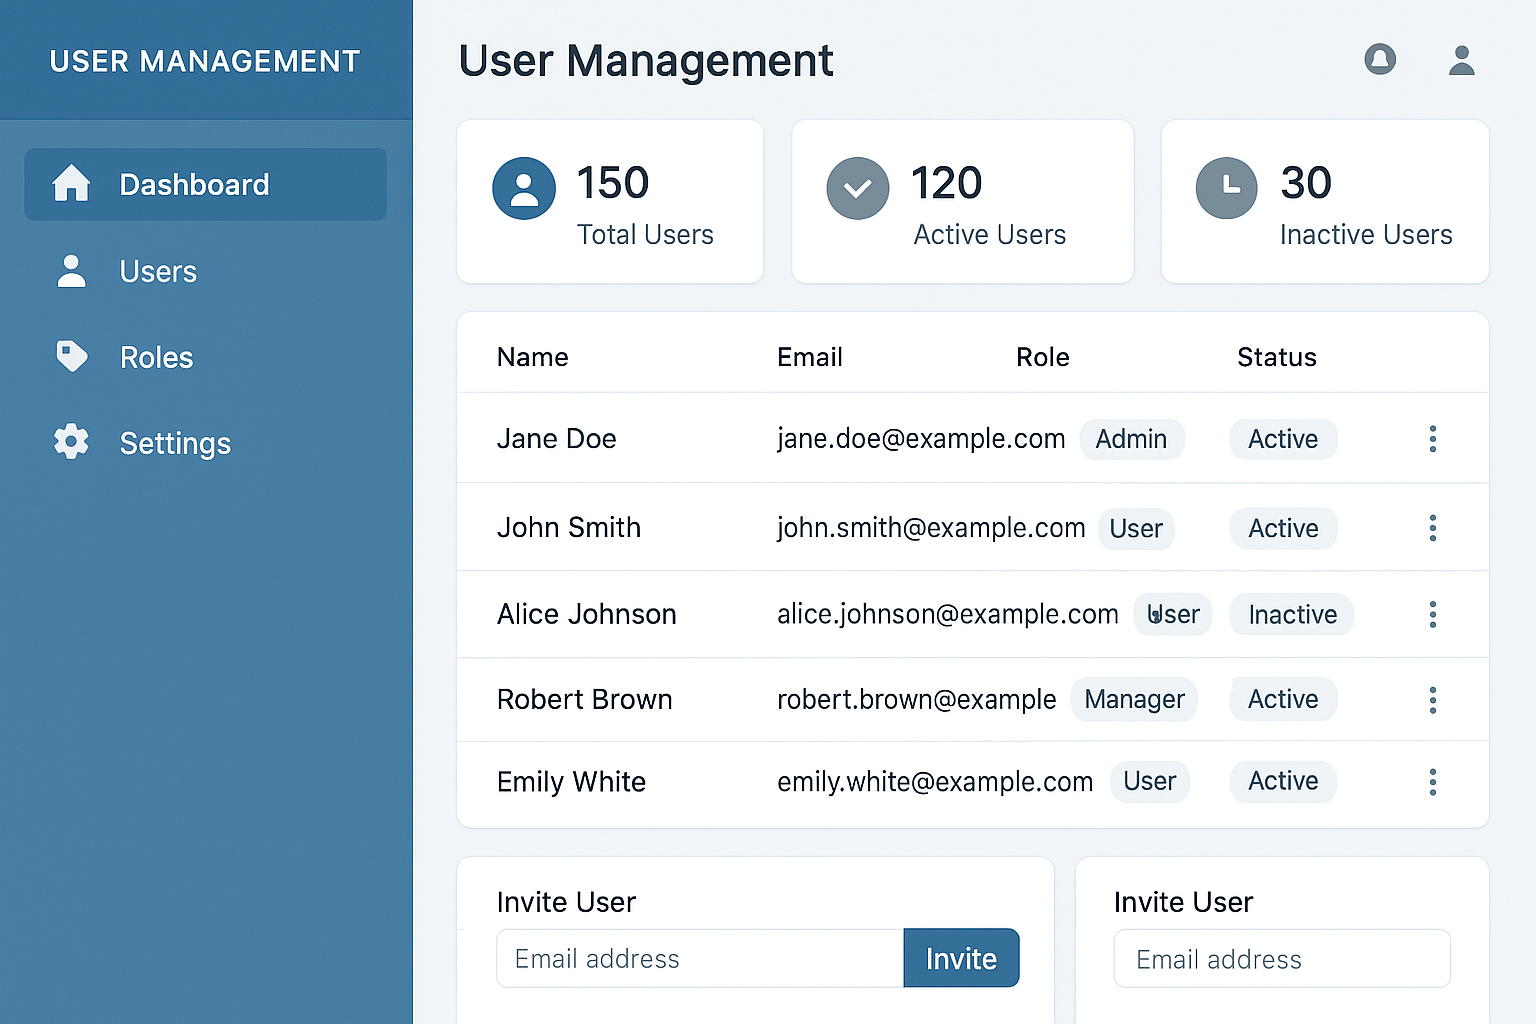 USER MANAGEMENT
Dashboard
Users
Roles
Settings
User Management
150
Total Users
120
Active Users
30
Inactive Users
Name Email Role Status
Jane Doe jane.doe@example.com Admin Active
John Smith john.smith@example.com User Active
Alice Johnson alice.johnson@example.com User Inactive
Robert Brown robert.brown@example Manager Active
Emily White emily.white@example.com User Active
Invite User
Email address Invite
Invite User
Email address